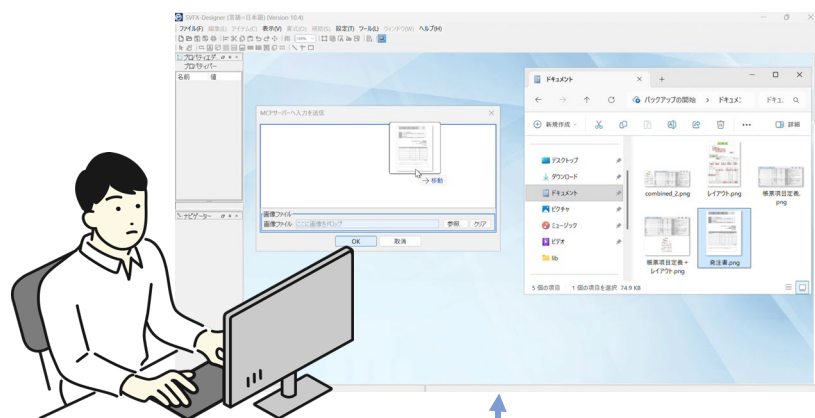 SVFX-Designer (言語=日本語) (Version 10.4)
ファイル(F) 編集(E) アイテム(C) 表示(V) 書式(O) 補助(S) 設定(T) ツール(L) ウィンドウ(W) ヘルプ(H)
プロパティエデ..
プロパティバー
名前 値
ナビゲーター
MCPサーバーへ入力を送信
→ 移動
画像ファイル
画像ファイル ここに画像をドロップ 参照 クリア
OK 取消
ドキュメント
バックアップの開始 > ドキュメ:
新規作成
詳細
デスクトップ
ダウンロード
ドキュメント
ピクチャ
ミュージック
ビデオ
lib
combined_2.png
レイアウト.png
帳票項目定義.png
帳票項目定義+レイアウト.png
発注書.png
5 個の項目 1 個の項目を選択 74.9 KB